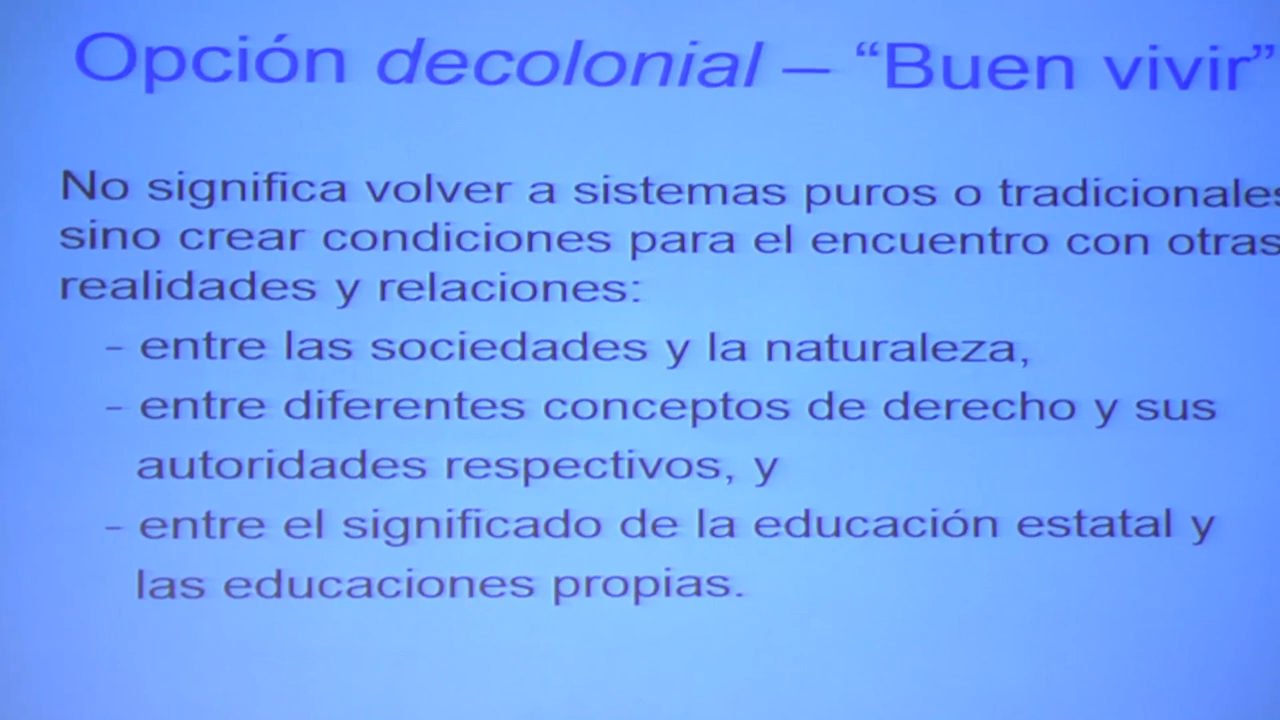 Opción decolonial – “Buen vivir”
No significa volver a sistemas puros o tradicionales
sino crear condiciones para el encuentro con otras
realidades y relaciones:
- entre las sociedades y la naturaleza,
- entre diferentes conceptos de derecho y sus
autoridades respectivos, y
- entre el significado de la educación estatal y
las educaciones propias.